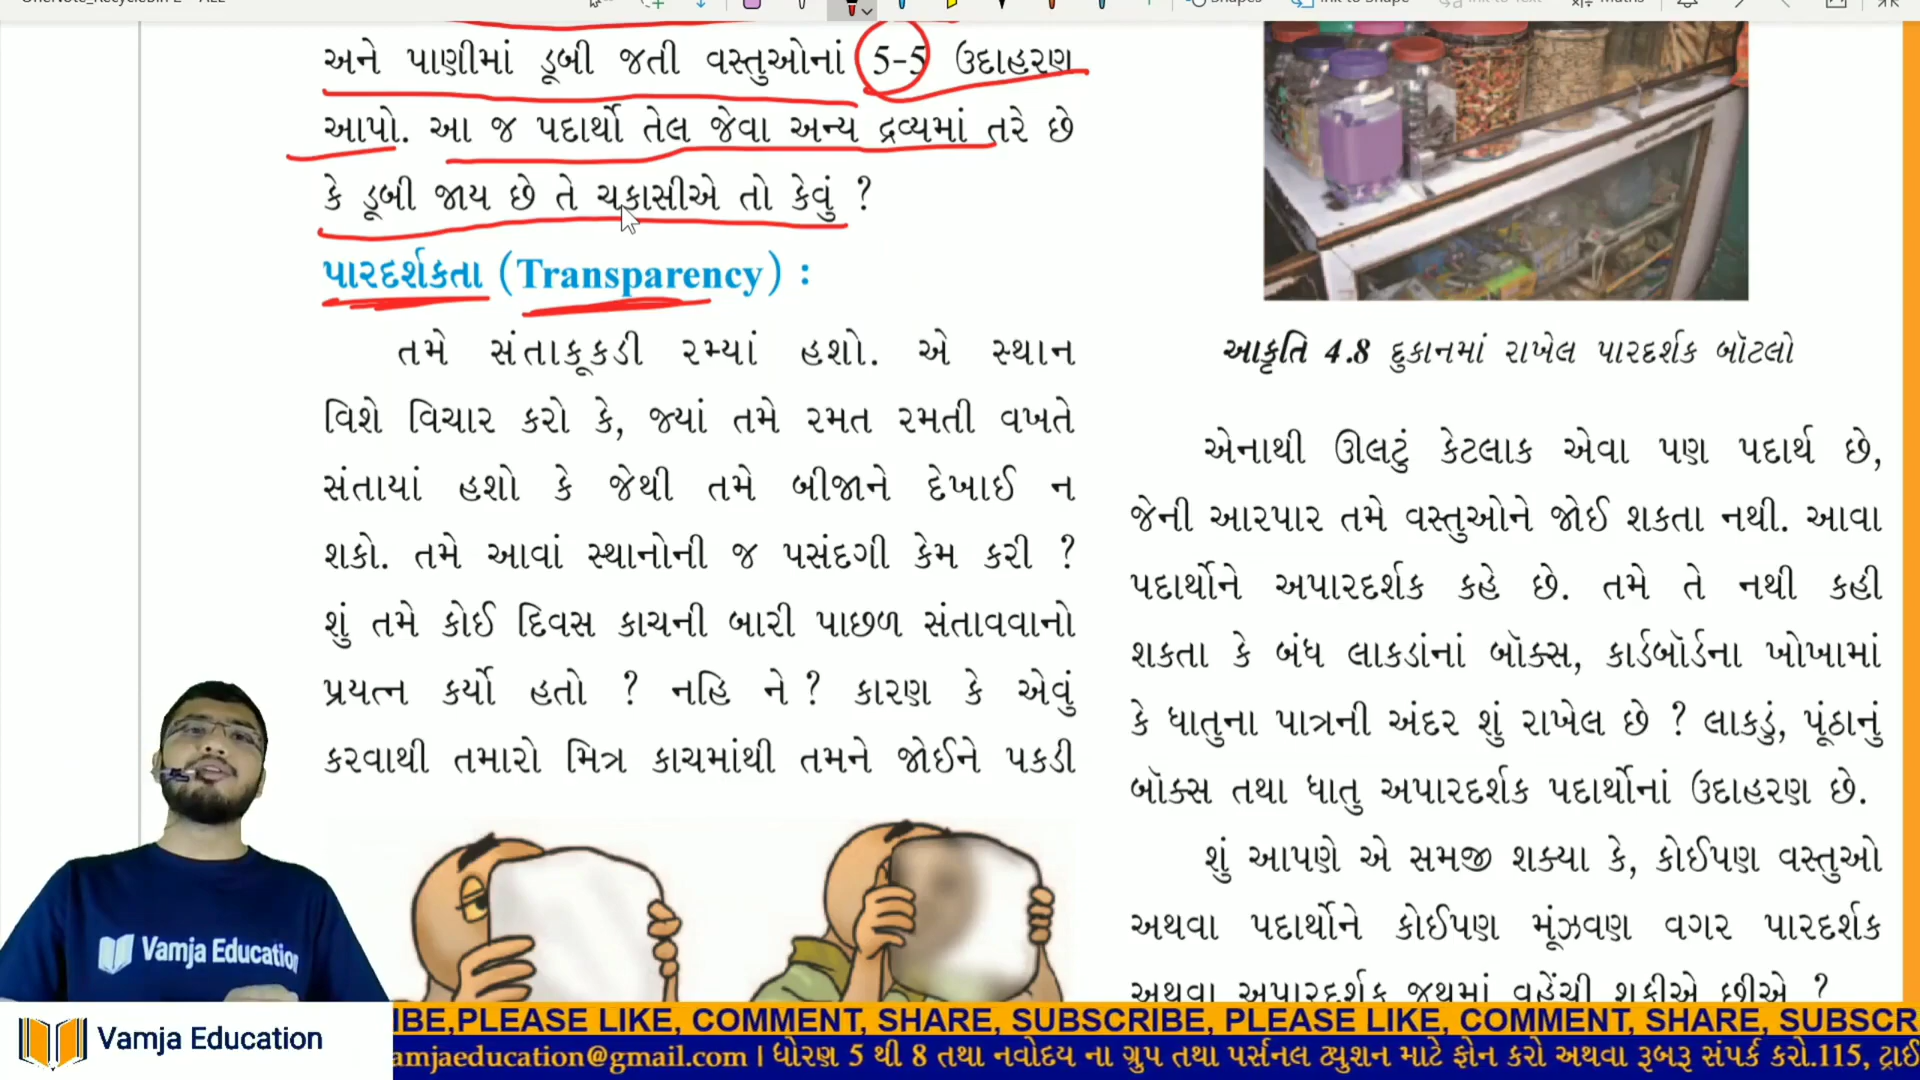 અને પાણીમાં ડૂબી જતી વસ્તુઓનાં 5-5 ઉદાહરણ
આપો. આ જ પદાર્થો તેલ જેવા અન્ય દ્રવ્યમાં તરે છે
કે ડૂબી જાય છે તે ચકાસીએ તો કેવું ?
પારદર્શકતા (Transparency) :
તમે સંતાકૂકડી રમ્યાં હશો. એ સ્થાન
વિશે વિચાર કરો કે, જ્યાં તમે રમત રમતી વખતે
સંતાયાં હશો કે જેથી તમે બીજાને દેખાઈ ન
શકો. તમે આવાં સ્થાનોની જ પસંદગી કેમ કરી ?
શું તમે કોઈ દિવસ કાચની બારી પાછળ સંતાવવાનો
પ્રયત્ન કર્યો હતો ? નહિ ને ? કારણ કે એવું
કરવાથી તમારો મિત્ર કાચમાંથી તમને જોઈને પકડી
આકૃતિ 4.8 દુકાનમાં રાખેલ પારદર્શક બૉટલો
એનાથી ઊલટું કેટલાક એવા પણ પદાર્થ છે,
જેની આરપાર તમે વસ્તુઓને જોઈ શકતા નથી. આવા
પદાર્થોને અપારદર્શક કહે છે. તમે તે નથી કહી
શકતા કે બંધ લાકડાંનાં બૉક્સ, કાર્ડબૉર્ડના ખોખામાં
કે ધાતુના પાત્રની અંદર શું રાખેલ છે ? લાકડું, પૂંઠાનું
બૉક્સ તથા ધાતુ અપારદર્શક પદાર્થોનાં ઉદાહરણ છે.
શું આપણે એ સમજી શક્યા કે, કોઈપણ વસ્તુઓ
અથવા પદાર્થોને કોઈપણ મૂંઝવણ વગર પારદર્શક
અથવા અપારદર્શક જૂથમાં વહેંચી શકીએ છીએ ?
Vamja Education
Vamja Education
IBE,PLEASE LIKE, COMMENT, SHARE, SUBSCRIBE, PLEASE LIKE, COMMENT, SHARE, SUBSCR
amjaeducation@gmail.com | ધોરણ 5 થી 8 તથા નવોદય ના ગ્રુપ તથા પર્સનલ ટ્યુશન માટે ફોન કરો અથવા રૂબરૂ સંપર્ક કરો.115, ટ્રાઈ